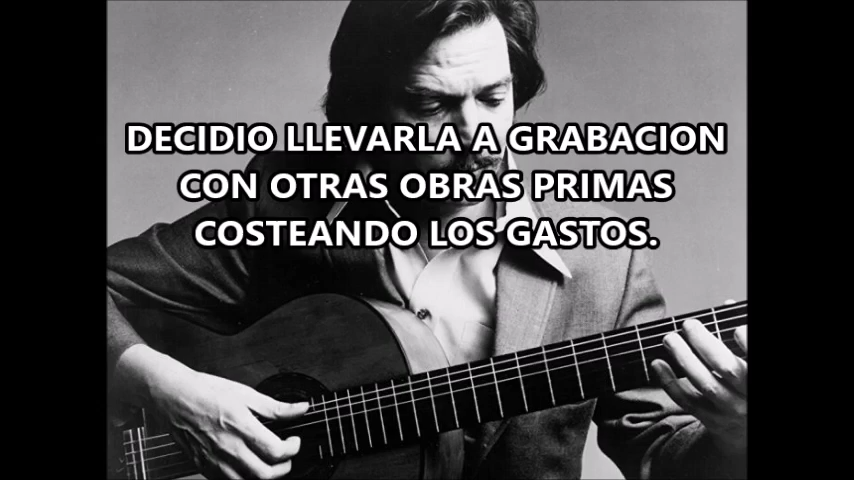 DECIDIO LLEVARLA A GRABACION
CON OTRAS OBRAS PRIMAS
COSTEANDO LOS GASTOS.